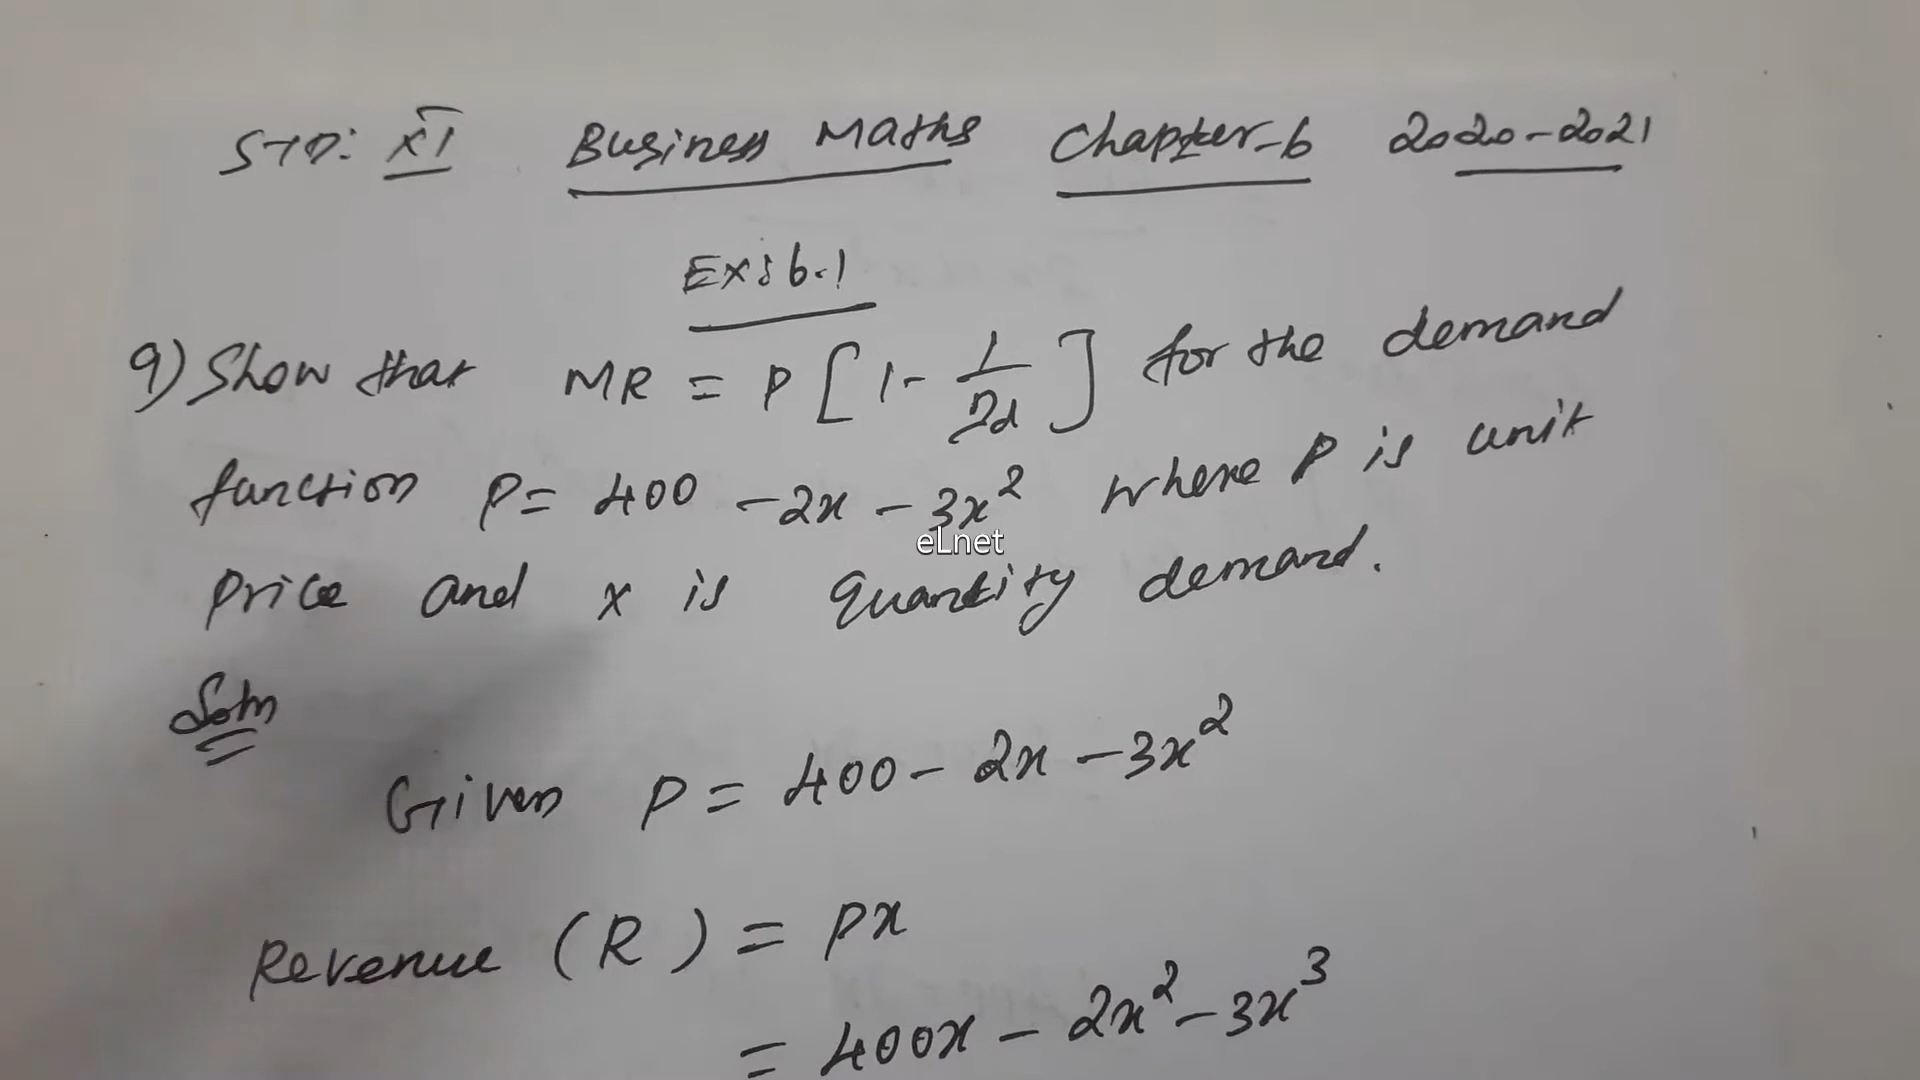 STD: XI Business Maths Chapter-6 2020-2021
Ex: 6.1
9) Show that MR = P [ 1 - 1/ηd ] for the demand
function P = 400 - 2x - 3x² where P is unit
price and x is quantity demand.
eLnet
Soln
Given P = 400 - 2x - 3x²
Revenue (R) = Px
= 400x - 2x² - 3x³